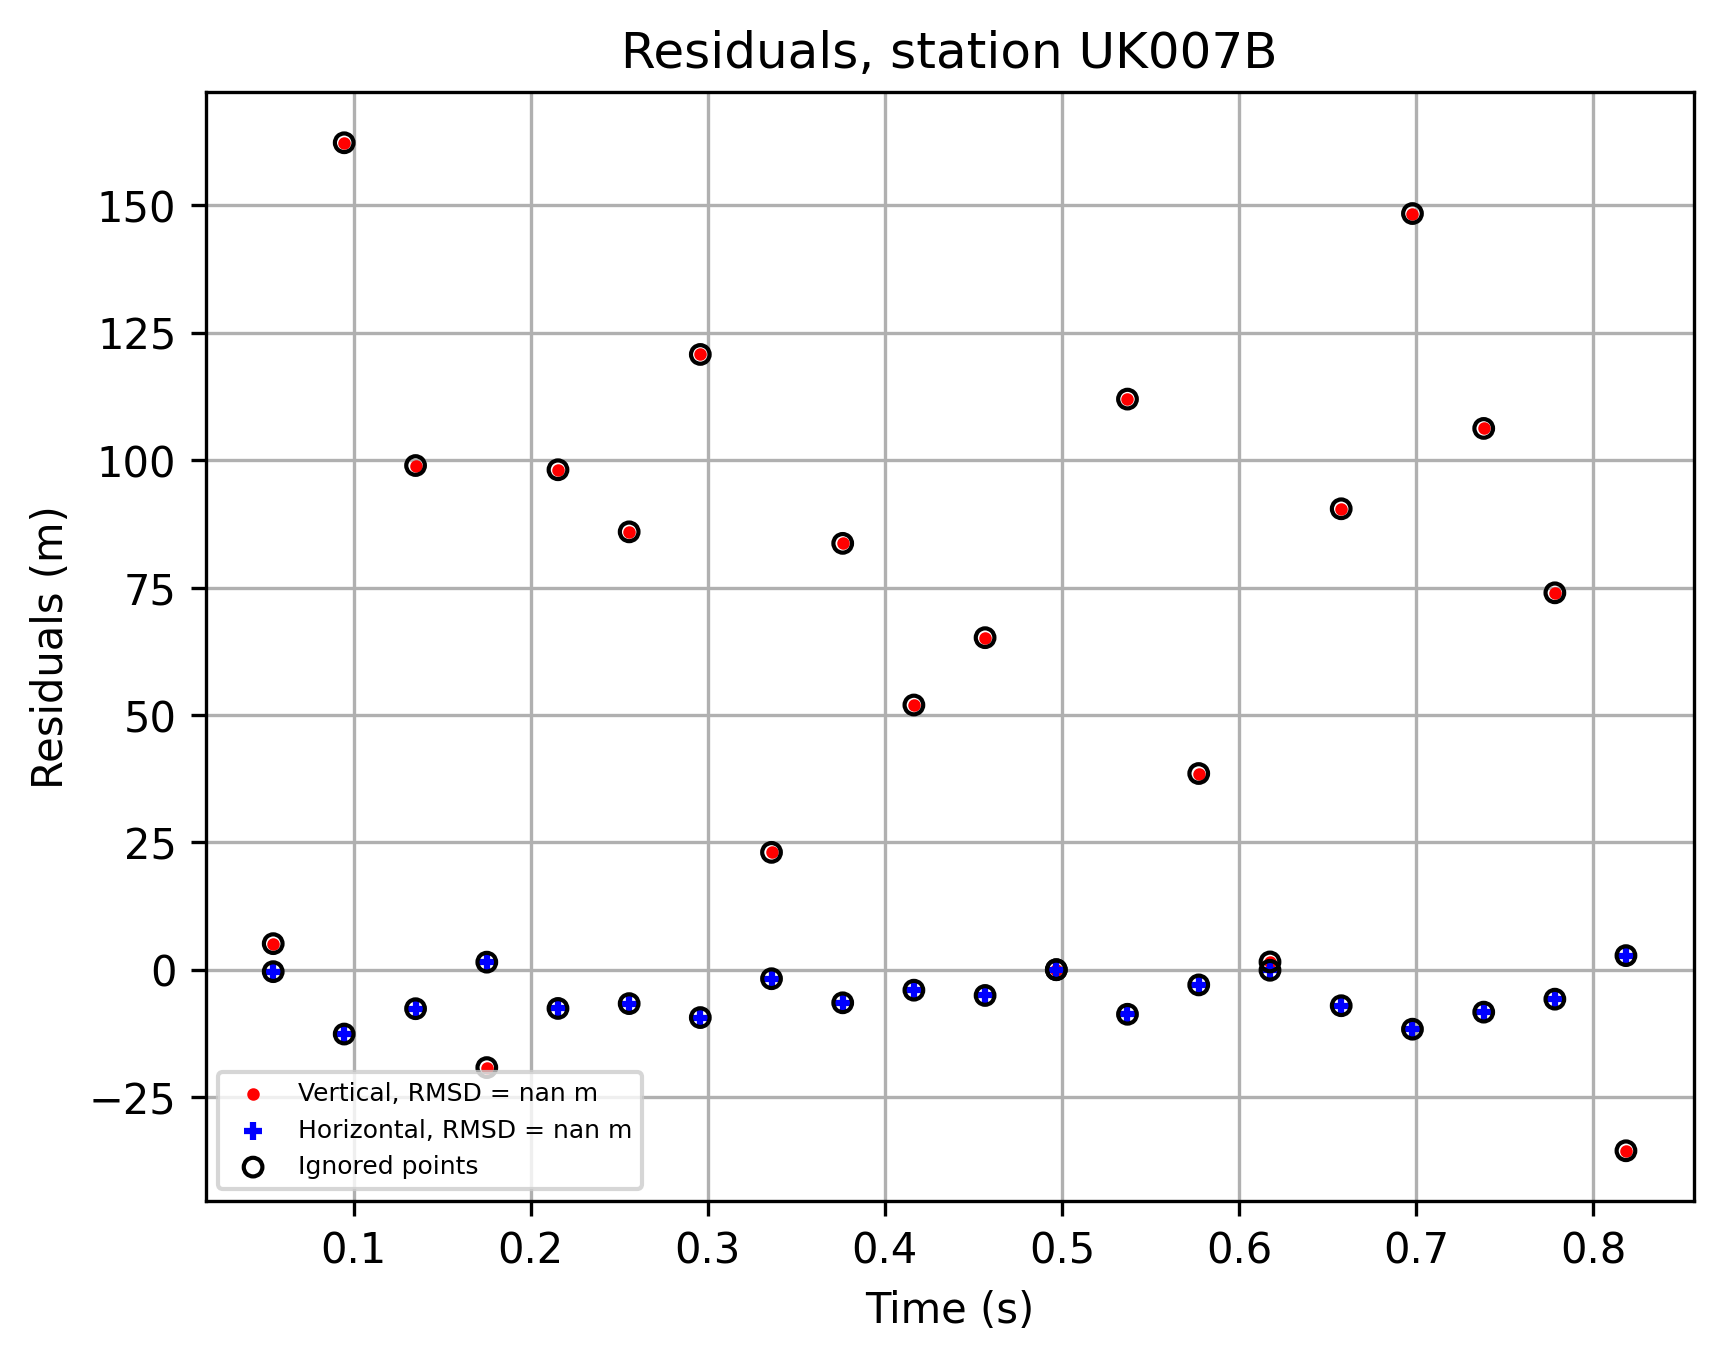 Residuals, station UK007B
Residuals (m)
150
125
100
75
50
25
0
−25
Vertical, RMSD = nan m
Horizontal, RMSD = nan m
Ignored points
0.1 0.2 0.3 0.4 0.5 0.6 0.7 0.8
Time (s)